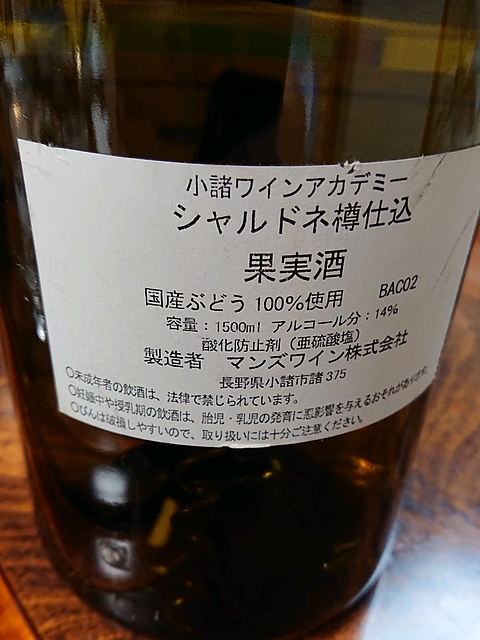 小諸ワインアカデミー
シャルドネ樽仕込
果実酒
国産ぶどう 100%使用 BAC02
容量：1500ml アルコール分：14%
酸化防止剤（亜硫酸塩）
製造者 マンズワイン株式会社
長野県小諸市諸 375
○未成年者の飲酒は、法律で禁じられています。
○妊娠中や授乳期の飲酒は、胎児・乳児の発育に悪影響を与えるおそれがあります。
○びんは破損しやすいので、取り扱いには十分ご注意ください。